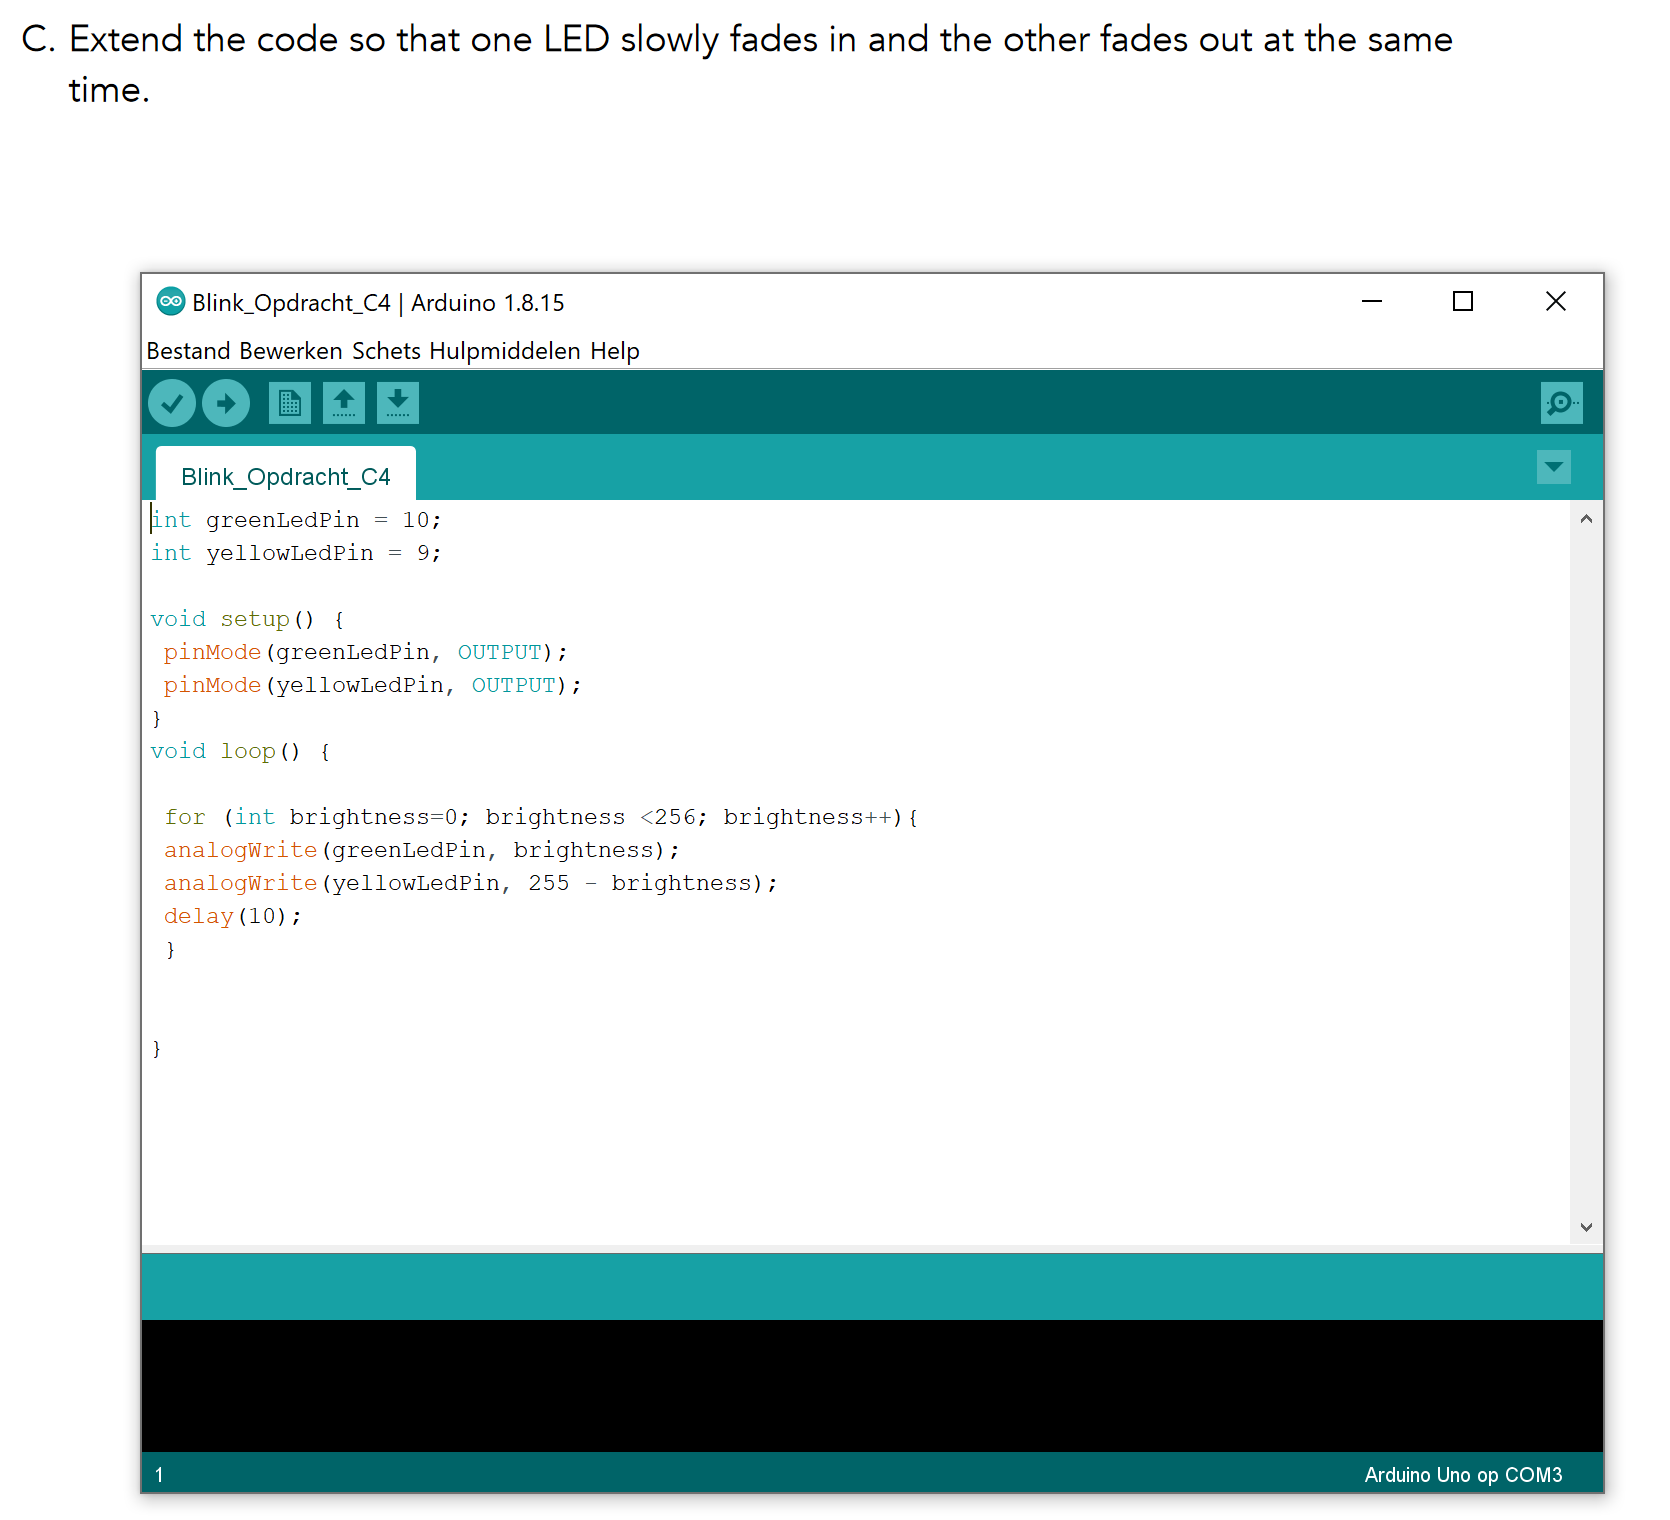 C. Extend the code so that one LED slowly fades in and the other fades out at the same
time.
Blink_Opdracht_C4 | Arduino 1.8.15
Bestand Bewerken Schets Hulpmiddelen Help
Blink_Opdracht_C4
int greenLedPin = 10;
int yellowLedPin = 9;
void setup() {
pinMode(greenLedPin, OUTPUT);
pinMode(yellowLedPin, OUTPUT);
}
void loop() {
for (int brightness=0; brightness <256; brightness++){
analogWrite(greenLedPin, brightness);
analogWrite(yellowLedPin, 255 - brightness);
delay(10);
}
}
1
Arduino Uno op COM3